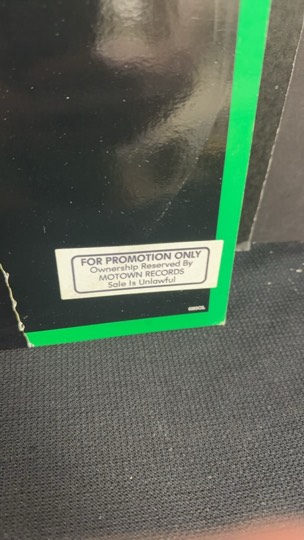 FOR PROMOTION ONLY
Ownership Reserved By
MOTOWN RECORDS
Sale Is Unlawful